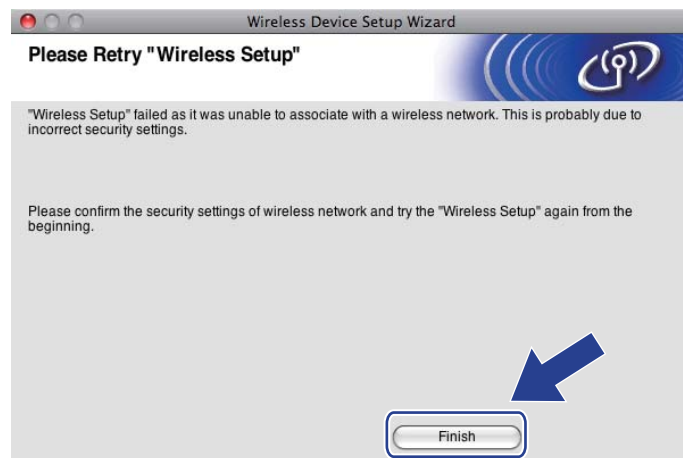 Wireless Device Setup Wizard
Please Retry "Wireless Setup"
"Wireless Setup" failed as it was unable to associate with a wireless network. This is probably due to
incorrect security settings.
Please confirm the security settings of wireless network and try the "Wireless Setup" again from the
beginning.
Finish